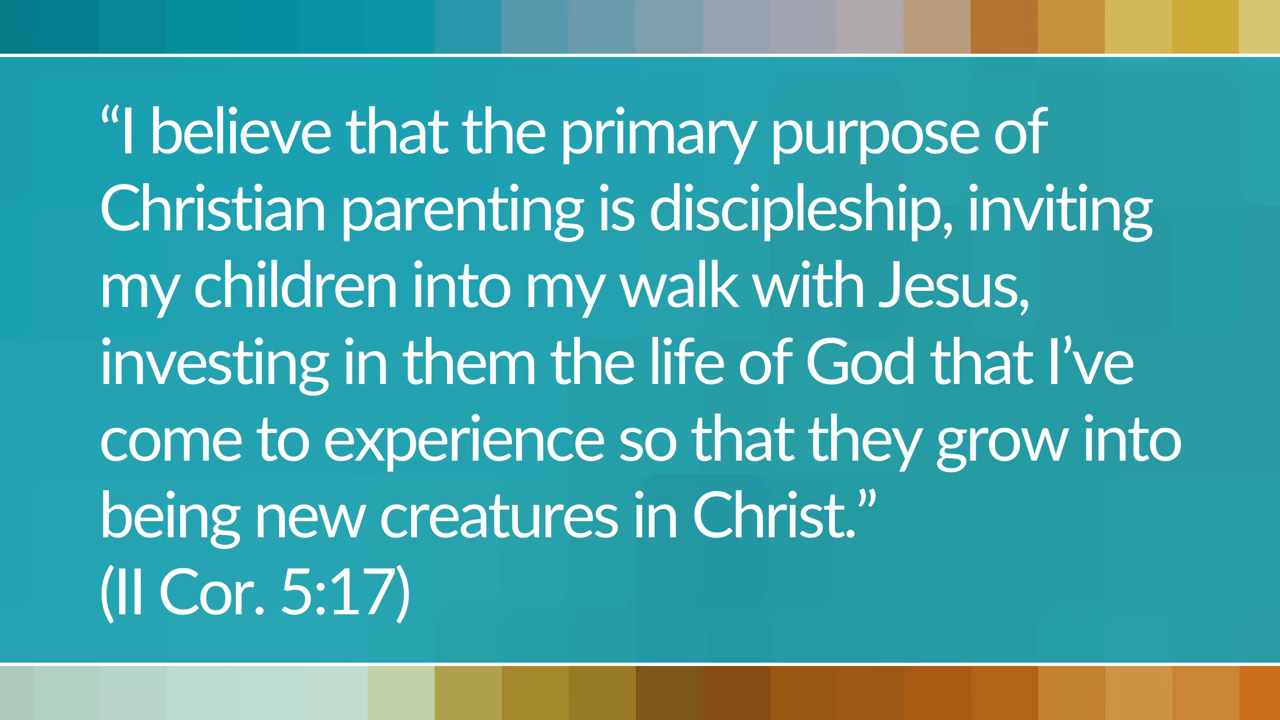 “I believe that the primary purpose of
Christian parenting is discipleship, inviting
my children into my walk with Jesus,
investing in them the life of God that I’ve
come to experience so that they grow into
being new creatures in Christ.”
(II Cor. 5:17)